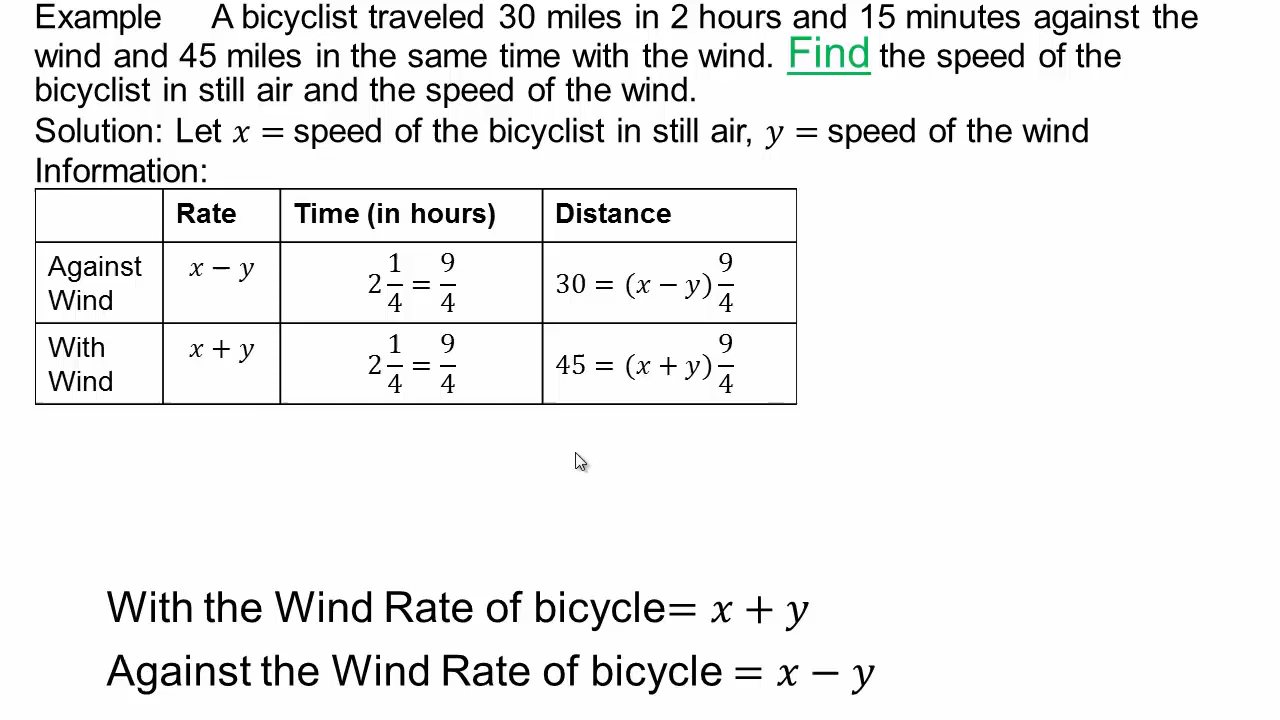 Example A bicyclist traveled 30 miles in 2 hours and 15 minutes against the
wind and 45 miles in the same time with the wind. Find the speed of the
bicyclist in still air and the speed of the wind.
Solution: Let x = speed of the bicyclist in still air, y = speed of the wind
Information:
Rate Time (in hours) Distance
Against Wind x − y 2 1/4 = 9/4 30 = (x − y) 9/4
With Wind x + y 2 1/4 = 9/4 45 = (x + y) 9/4
With the Wind Rate of bicycle= x + y
Against the Wind Rate of bicycle = x − y